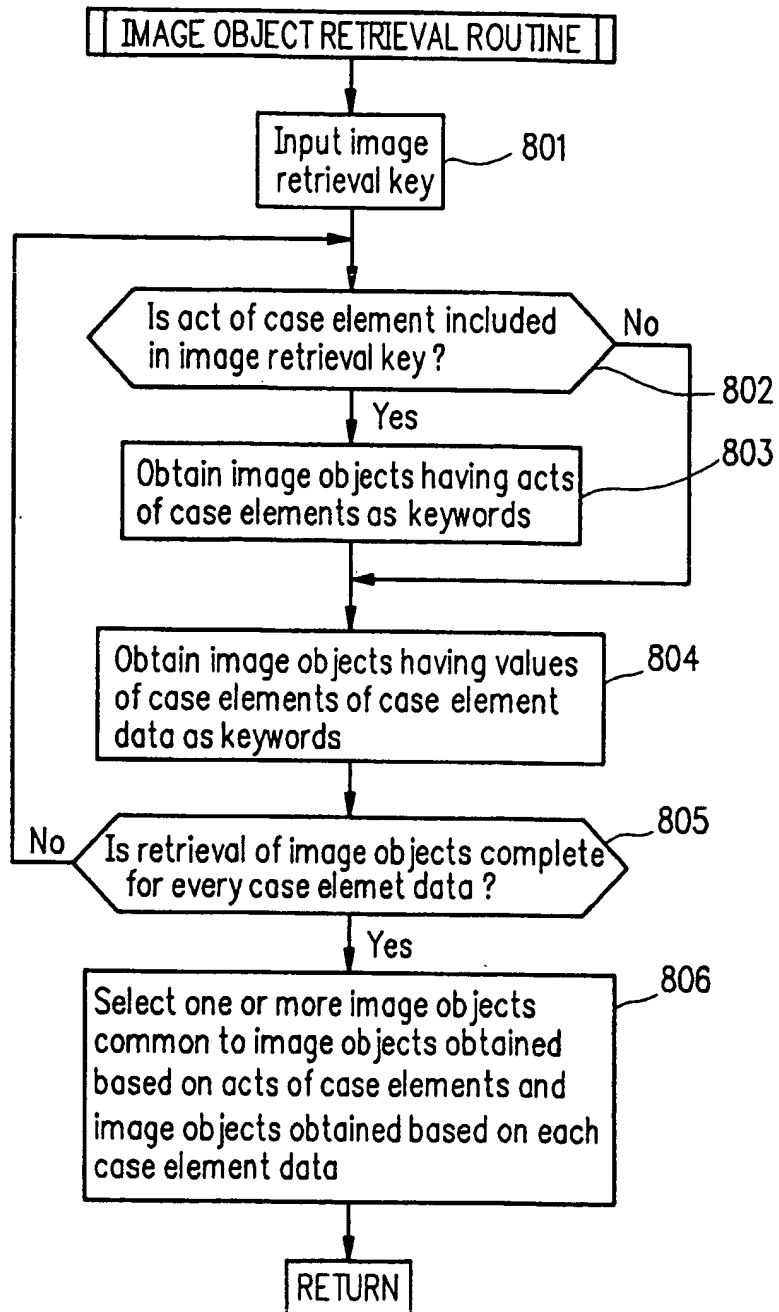 IMAGE OBJECT RETRIEVAL ROUTINE
Input image
retrieval key
801
Is act of case element included
in image retrieval key ?
No
802
Yes
803
Obtain image objects having acts
of case elements as keywords
Obtain image objects having values
of case elements of case element
data as keywords
804
805
No
Is retrieval of image objects complete
for every case elemet data ?
Yes
806
Select one or more image objects
common to image objects obtained
based on acts of case elements and
image objects obtained based on each
case element data
RETURN